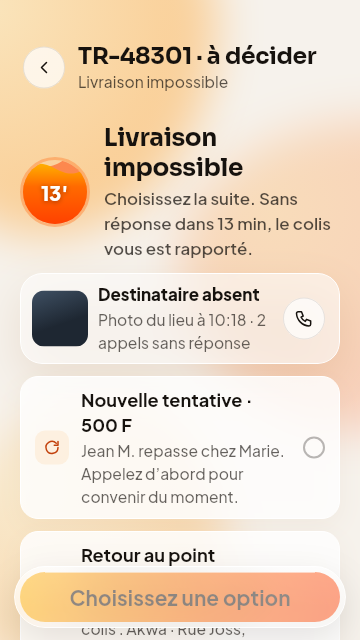 TR-48301 · à décider
Livraison impossible
Livraison
impossible
13'
Choisissez la suite. Sans
réponse dans 13 min, le colis
vous est rapporté.
Destinataire absent
Photo du lieu à 10:18 · 2
appels sans réponse
Nouvelle tentative ·
500 F
Jean M. repasse chez Marie.
Appelez d'abord pour
convenir du moment.
Retour au point
Choisissez une option
colis : Akwa · Rue Joss,